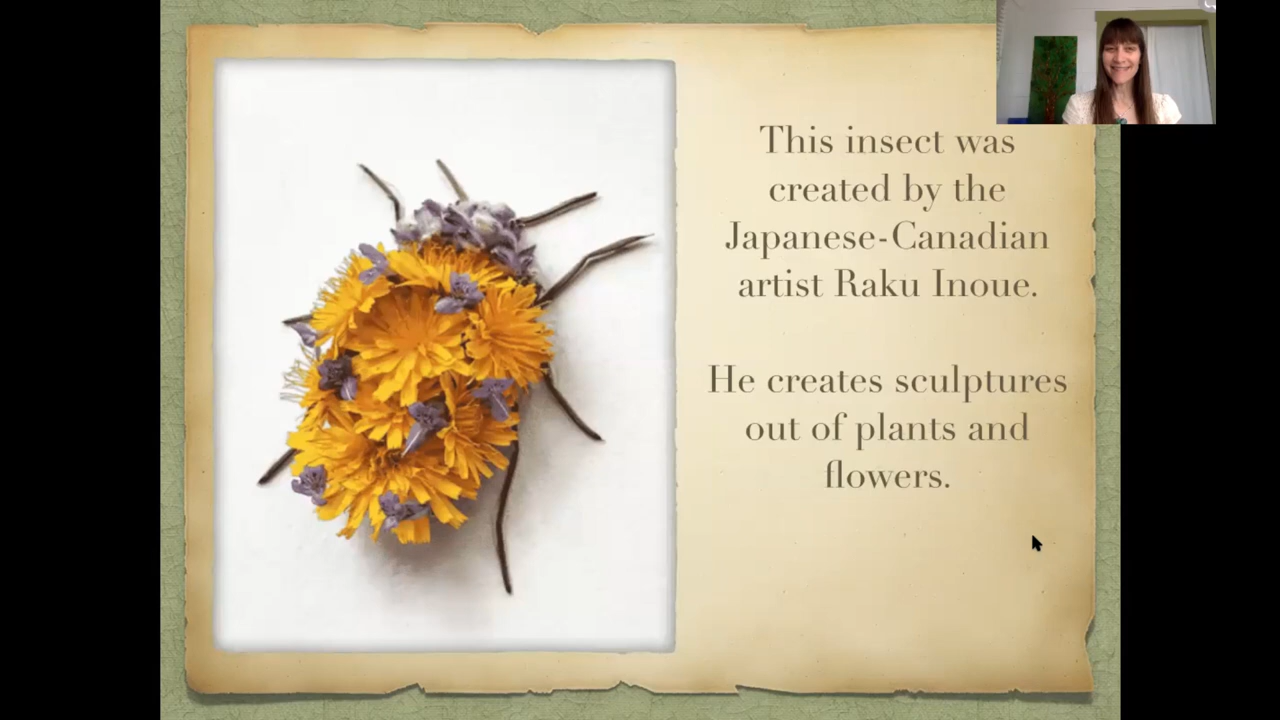 This insect was
created by the
Japanese-Canadian
artist Raku Inoue.
He creates sculptures
out of plants and
flowers.